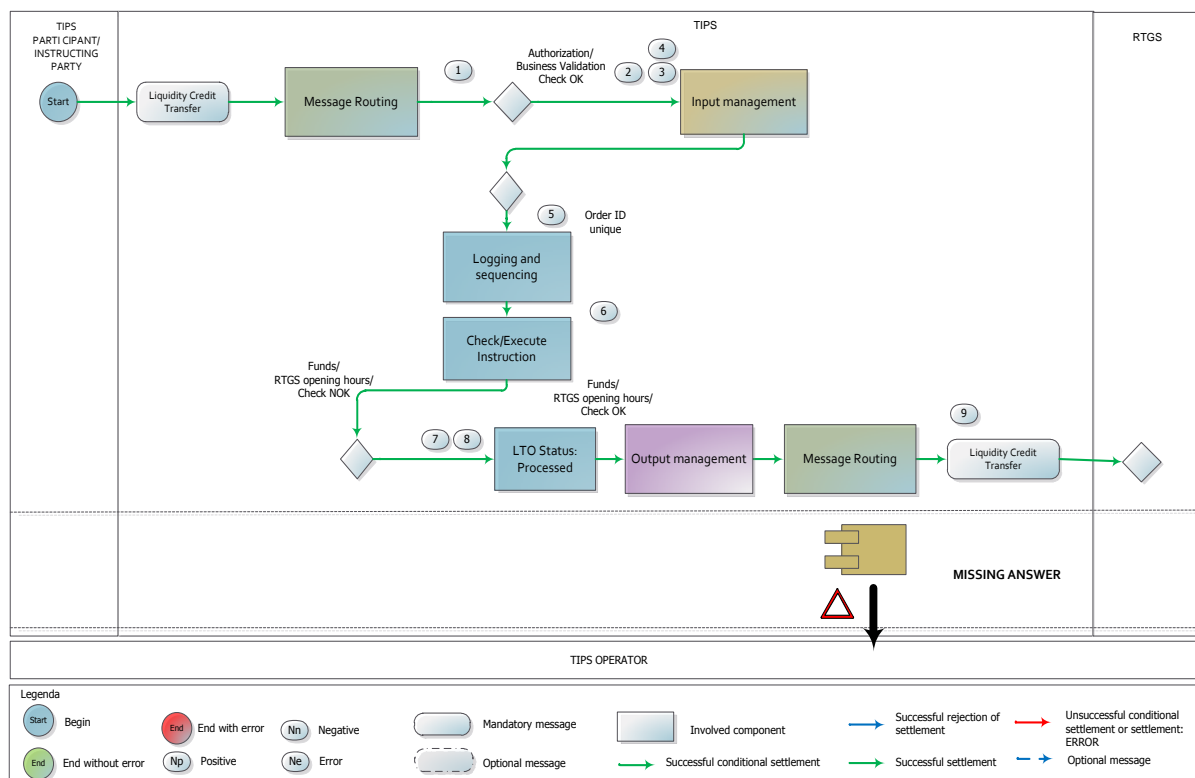 TIPS
PARTI CIPANT/
INSTRUCTING
PARTY
TIPS
RTGS
Start
Liquidity Credit
Transfer
Message Routing
1
Authorization/
Business Validation
Check OK
2
4
3
Input management
5
Order ID
unique
Logging and
sequencing
6
Check/Execute
Instruction
Funds/
RTGS opening hours/
Check NOK
Funds/
RTGS opening hours/
Check OK
7
8
LTO Status:
Processed
Output management
Message Routing
9
Liquidity Credit
Transfer
MISSING ANSWER
TIPS OPERATOR
Legenda
Start
Begin
End
End with error
Nn
Negative
Mandatory message
Involved component
Successful rejection of
settlement
Unsuccessful conditional
settlement or settlement:
ERROR
End
End without error
Np
Positive
Ne
Error
Optional message
Successful conditional settlement
Successful settlement
Optional message